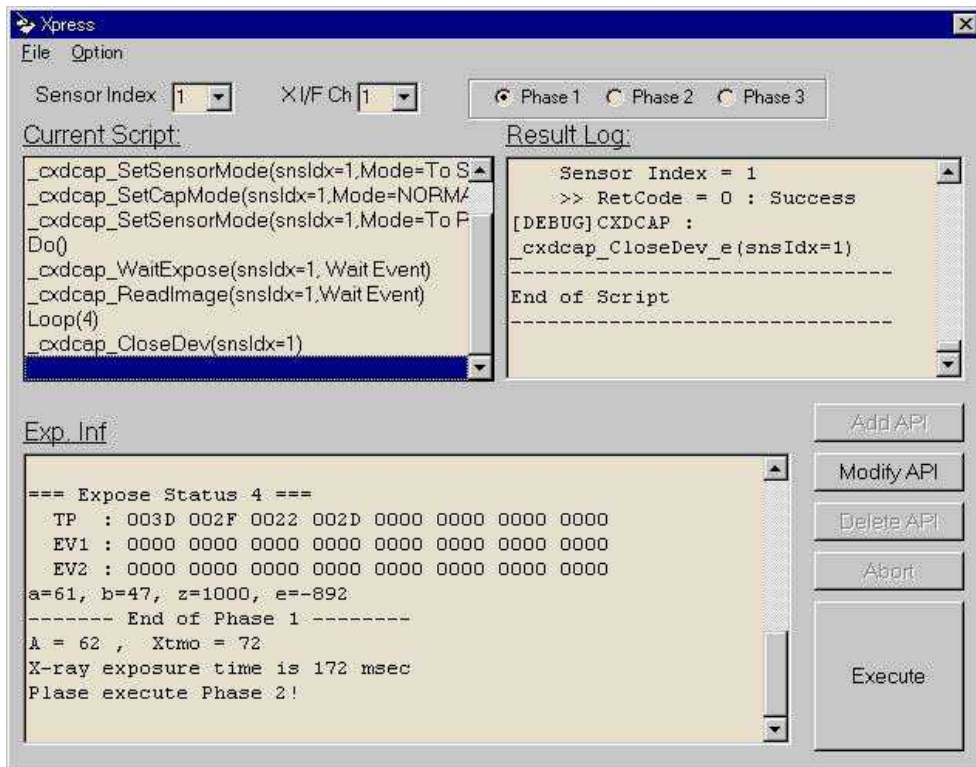 Xpress
File Option
Sensor Index 1 X I/F Ch 1 Phase 1 Phase 2 Phase 3
Current Script:
_cxdcap_SetSensorMode(snsIdx=1,Mode=To S
_cxdcap_SetCapMode(snsIdx=1,Mode=NORMA
_cxdcap_SetSensorMode(snsIdx=1,Mode=To P
Do()
_cxdcap_WaitExpose(snsIdx=1, Wait Event)
_cxdcap_ReadImage(snsIdx=1,Wait Event)
Loop(4)
_cxdcap_CloseDev(snsIdx=1)
Result Log:
Sensor Index = 1
>> RetCode = 0 : Success
[DEBUG]CXDCAP :
_cxdcap_CloseDev_e(snsIdx=1)
--------------------------------
End of Script
--------------------------------
Exp. Inf
=== Expose Status 4 ===
TP : 003D 002F 0022 002D 0000 0000 0000 0000
EV1 : 0000 0000 0000 0000 0000 0000 0000 0000
EV2 : 0000 0000 0000 0000 0000 0000 0000 0000
a=61, b=47, z=1000, e=-892
------- End of Phase 1 --------
A = 62 , Xtmo = 72
X-ray exposure time is 172 msec
Plase execute Phase 2!
Add API
Modify API
Delete API
Abort
Execute